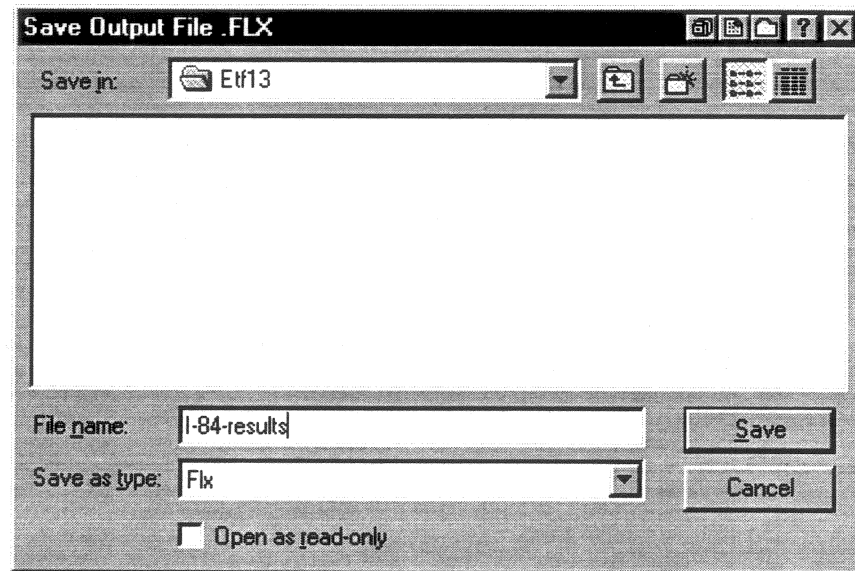 Save Output File .FLX
Save in: Etf13
File name: I-84-results
Save
Save as type: Flx
Cancel
Open as read-only